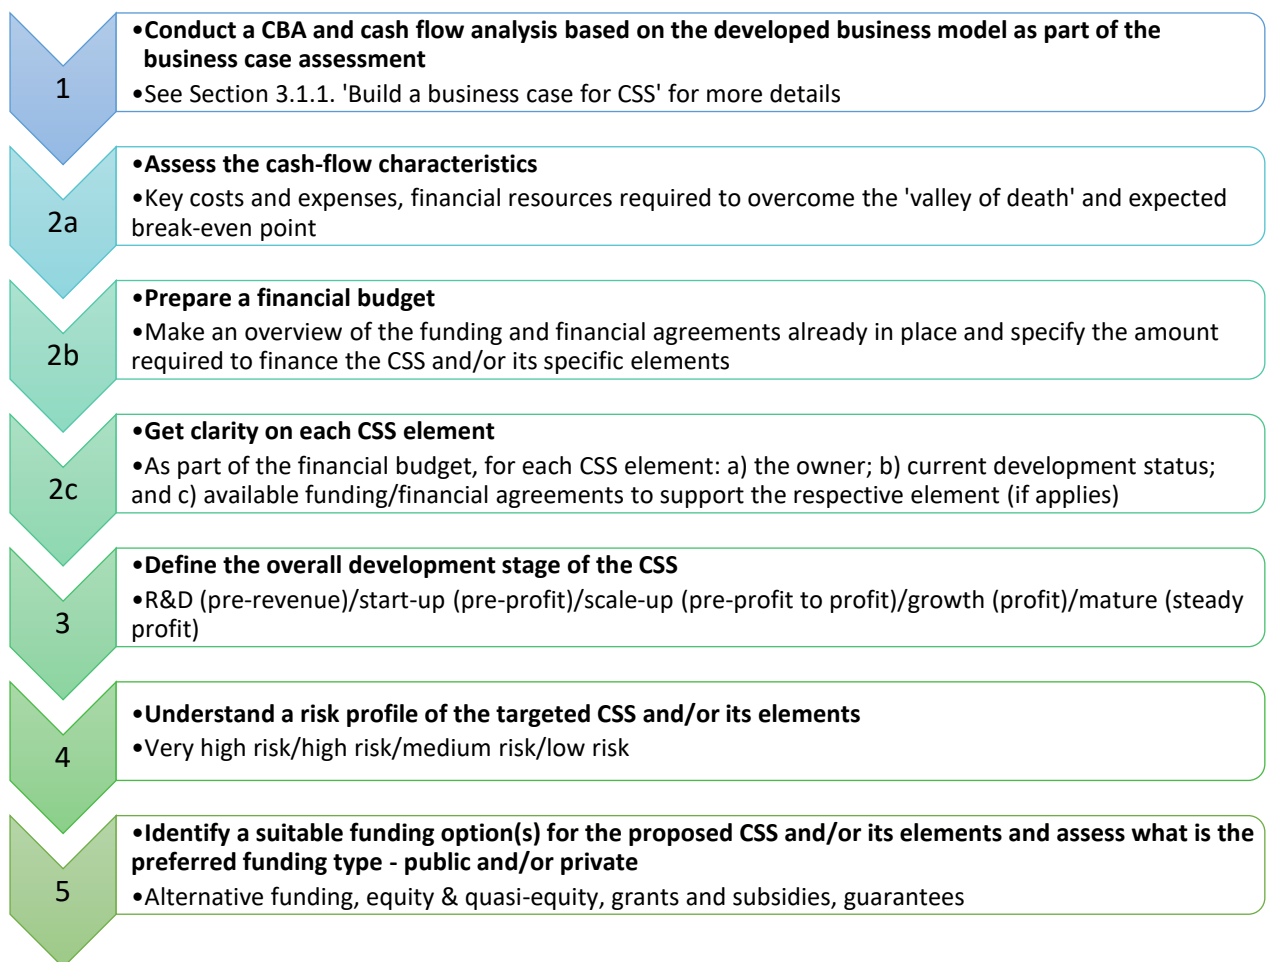 1
•Conduct a CBA and cash flow analysis based on the developed business model as part of the
business case assessment
•See Section 3.1.1. 'Build a business case for CSS' for more details
2a
•Assess the cash-flow characteristics
•Key costs and expenses, financial resources required to overcome the 'valley of death' and expected
break-even point
2b
•Prepare a financial budget
•Make an overview of the funding and financial agreements already in place and specify the amount
required to finance the CSS and/or its specific elements
2c
•Get clarity on each CSS element
•As part of the financial budget, for each CSS element: a) the owner; b) current development status;
and c) available funding/financial agreements to support the respective element (if applies)
3
•Define the overall development stage of the CSS
•R&D (pre-revenue)/start-up (pre-profit)/scale-up (pre-profit to profit)/growth (profit)/mature (steady
profit)
4
•Understand a risk profile of the targeted CSS and/or its elements
•Very high risk/high risk/medium risk/low risk
5
•Identify a suitable funding option(s) for the proposed CSS and/or its elements and assess what is the
preferred funding type - public and/or private
•Alternative funding, equity & quasi-equity, grants and subsidies, guarantees